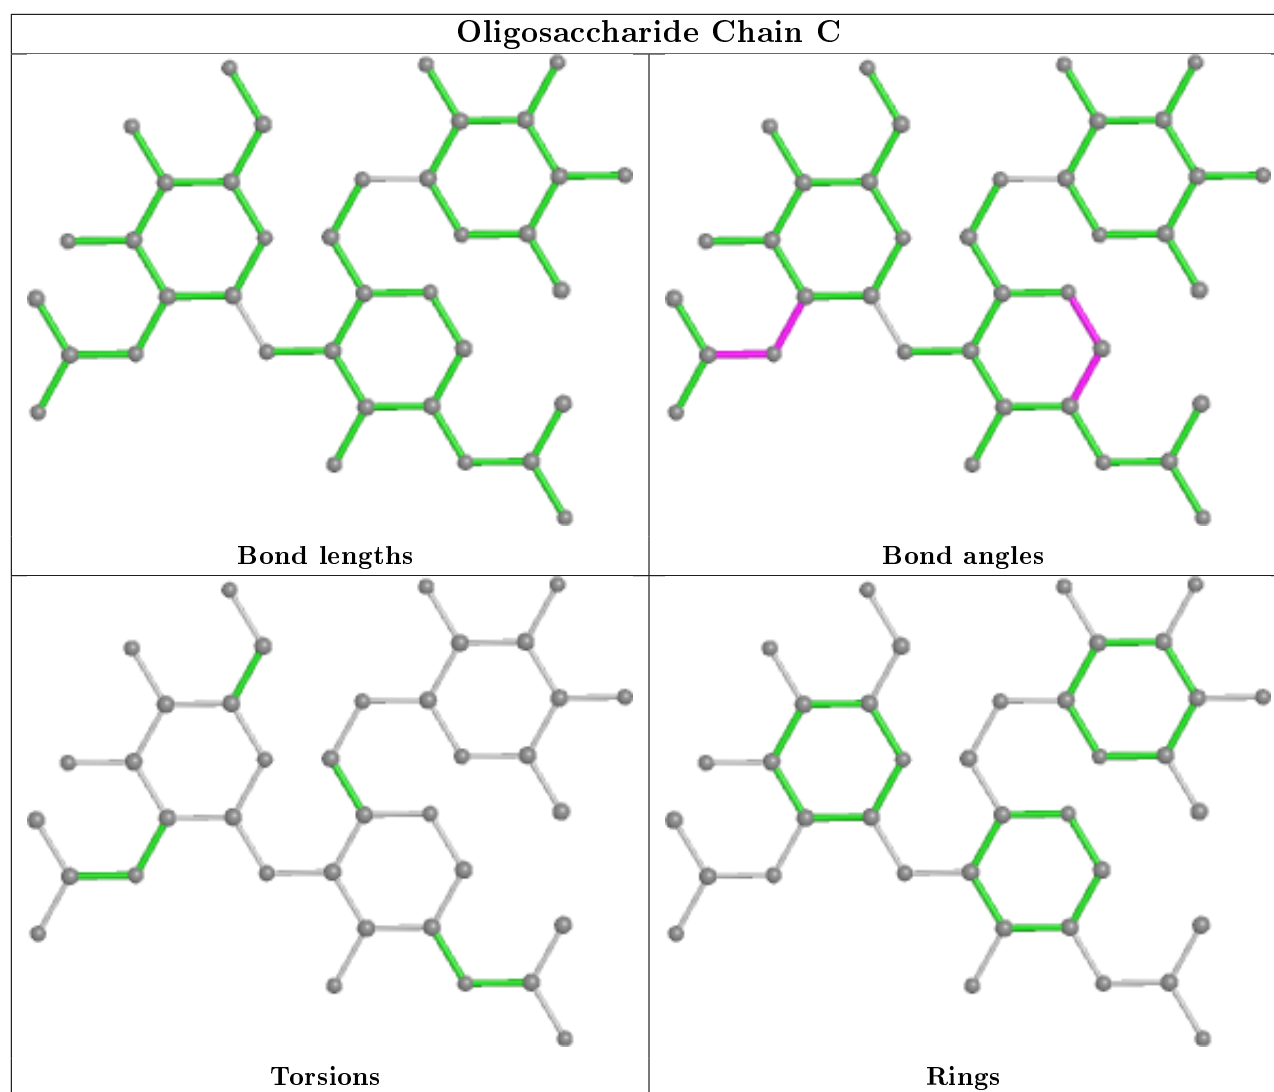 Oligosaccharide Chain C
Bond lengths
Bond angles
Torsions
Rings